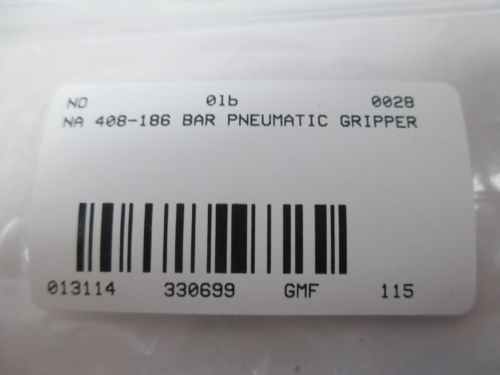 NO 01b 0028
NA 408-186 BAR PNEUMATIC GRIPPER
013114 330699 GMF 115